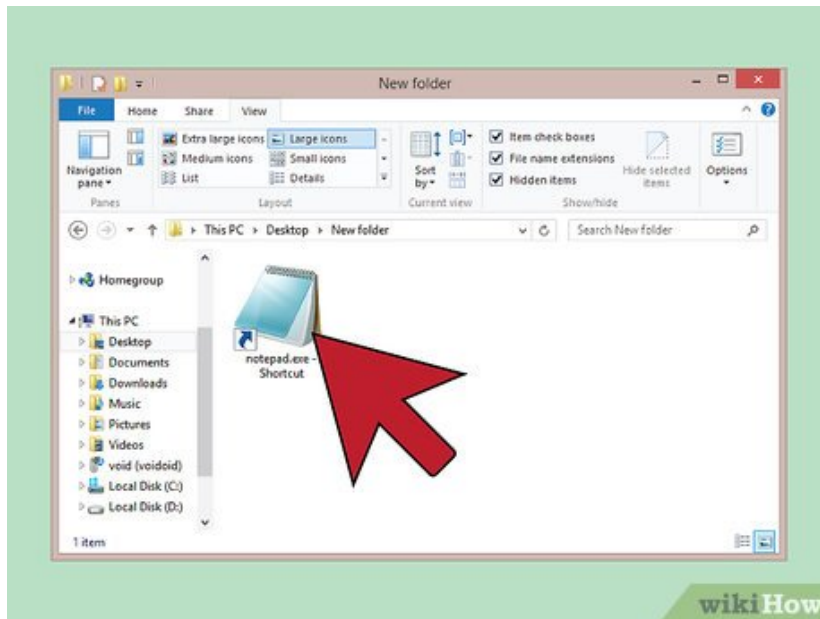 New folder
File Home Share View
Extra large icons Large icons
Medium icons Small icons
List Details
Navigation pane
Sort by
Item check boxes
File name extensions
Hidden items
Hide selected items
Options
Panes Layout Current view Show/hide
This PC Desktop New folder
Search New folder
Homegroup
This PC
Desktop
Documents
Downloads
Music
Pictures
Videos
void (voidoid)
Local Disk (C:)
Local Disk (D:)
notepad.exe -
Shortcut
1 item
wikiHow